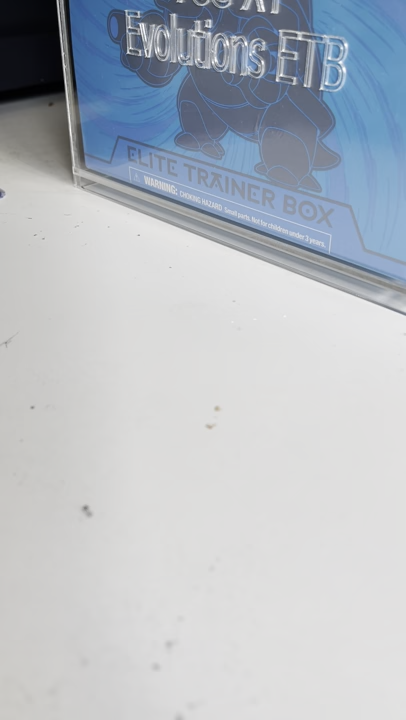 Evolutions ETB
ELITE TRAINER BOX
WARNING: CHOKING HAZARD. Small parts. Not for children under 3 years.